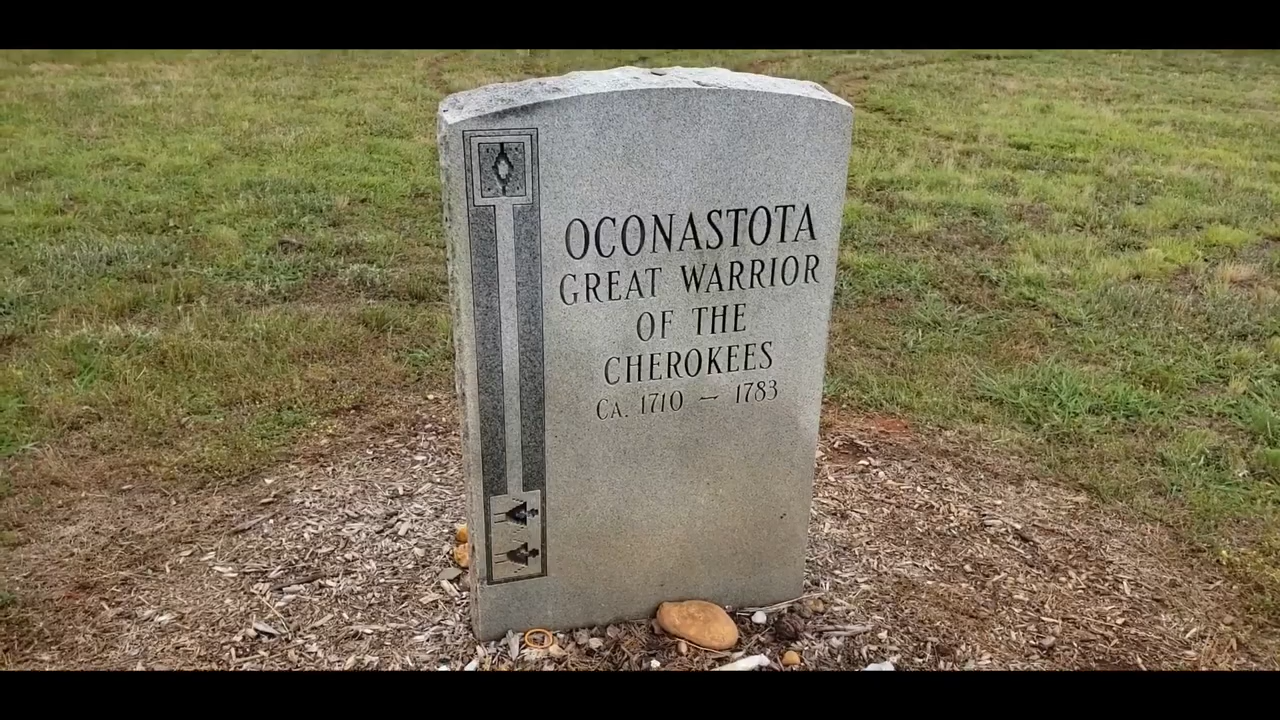 OCONASTOTA
GREAT WARRIOR
OF THE
CHEROKEES
CA. 1710 – 1783